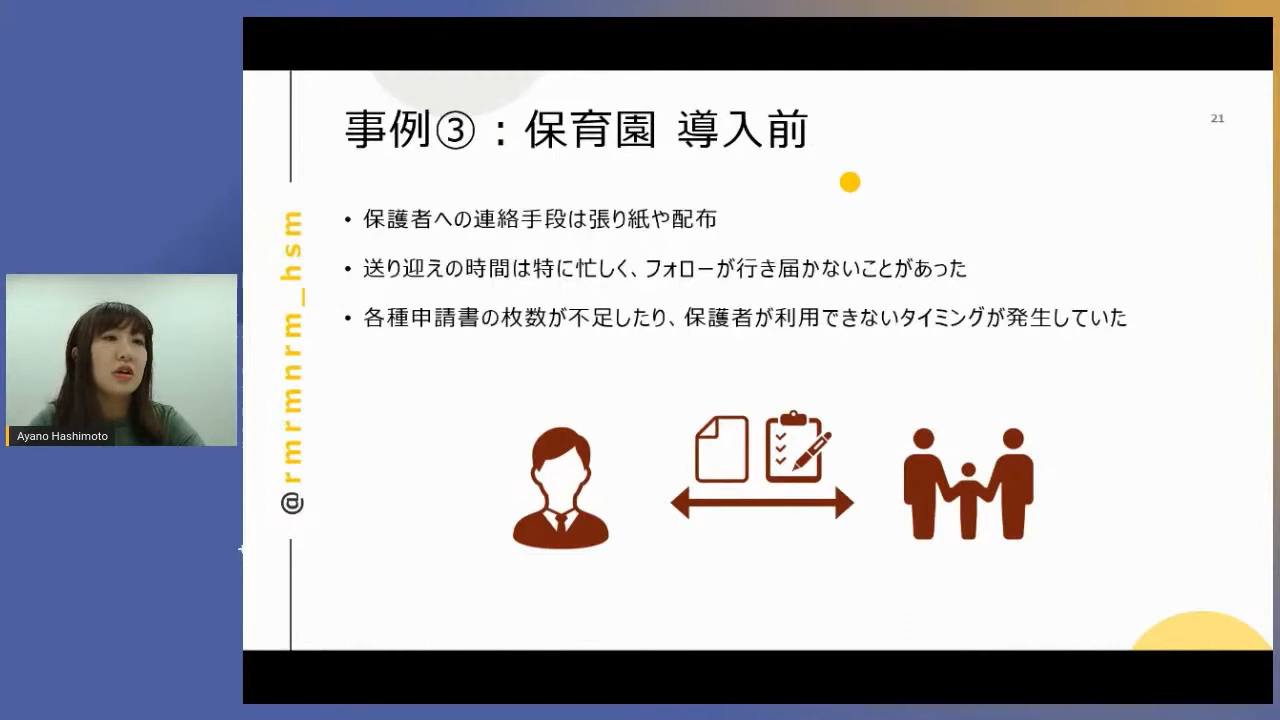 事例③：保育園 導入前
21
• 保護者への連絡手段は張り紙や配布
• 送り迎えの時間は特に忙しく、フォローが行き届かないことがあった
• 各種申請書の枚数が不足したり、保護者が利用できないタイミングが発生していた
@rmrmnrm_hsm
Ayano Hashimoto